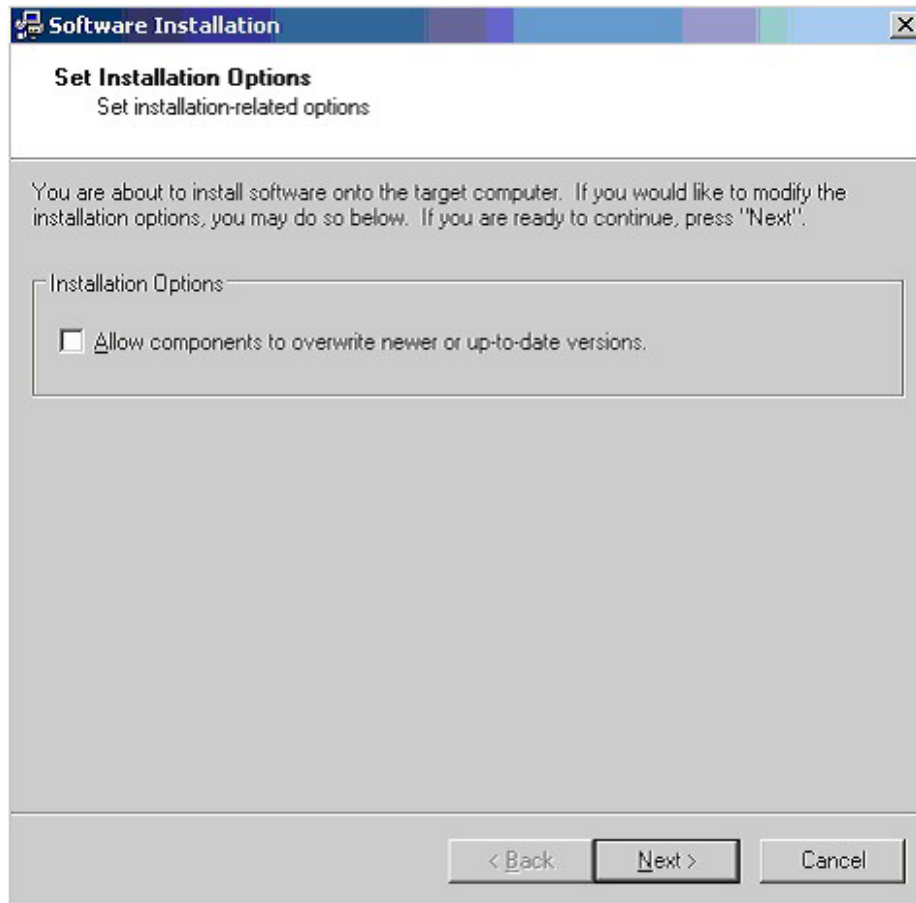 Software Installation
Set Installation Options
Set installation-related options
You are about to install software onto the target computer.  If you would like to modify the
installation options, you may do so below.  If you are ready to continue, press "Next".
Installation Options
Allow components to overwrite newer or up-to-date versions.
< Back
Next >
Cancel